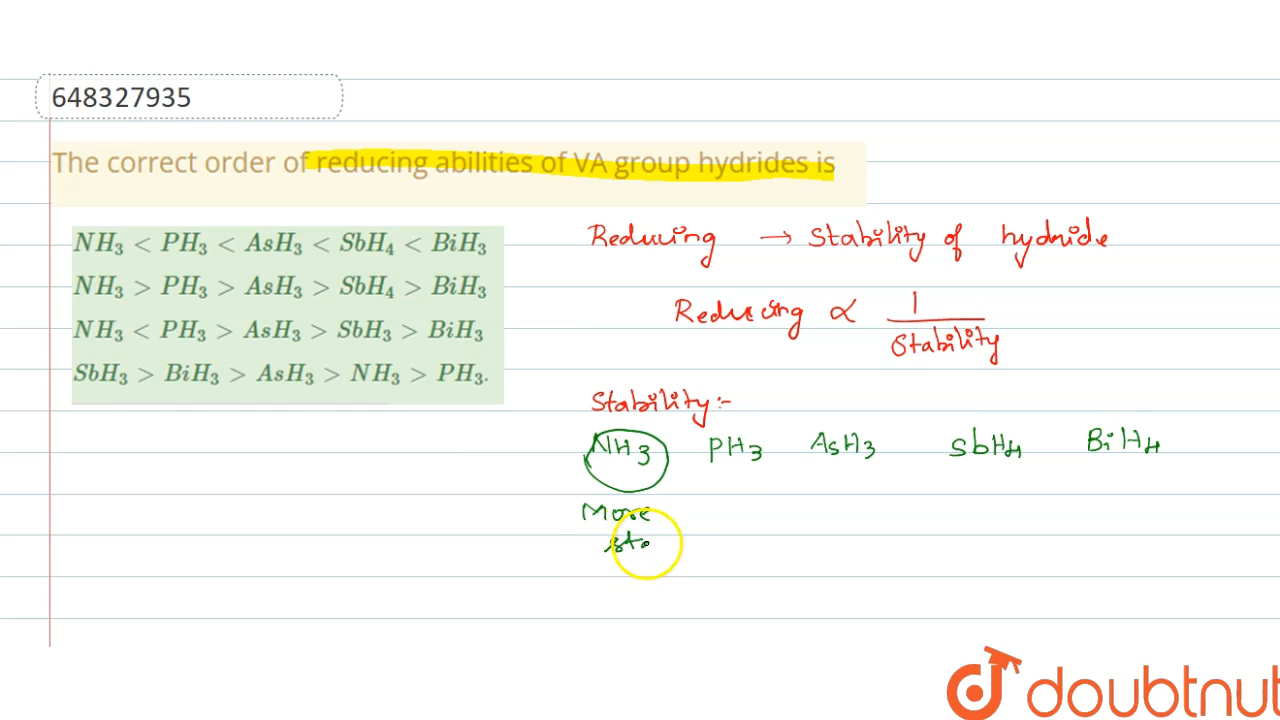 648327935
The correct order of reducing abilities of VA group hydrides is
NH₃ < PH₃ < AsH₃ < SbH₄ < BiH₃
NH₃ > PH₃ > AsH₃ > SbH₄ > BiH₃
NH₃ < PH₃ > AsH₃ > SbH₃ > BiH₃
SbH₃ > BiH₃ > AsH₃ > NH₃ > PH₃.
Reducing → Stability of hydride
Reducing ∝ 1/Stability
Stability :-
NH₃ PH₃ AsH₃ SbH₄ BiH₄
More
sta
doubtnut